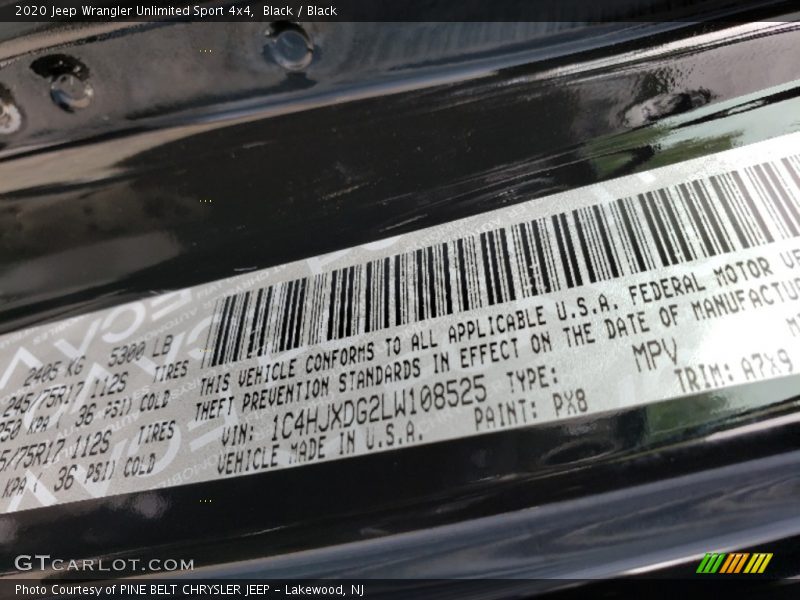 2020 Jeep Wrangler Unlimited Sport 4x4, Black / Black
2405 KG 5300 LB
245/75R17 112S TIRES
250 KPA ( 36 PSI) COLD
5/75R17 112S TIRES
KPA ( 36 PSI) COLD
THIS VEHICLE CONFORMS TO ALL APPLICABLE U.S.A. FEDERAL MOTOR VE
THEFT PREVENTION STANDARDS IN EFFECT ON THE DATE OF MANUFACTU
VIN: 1C4HJXDG2LW108525 TYPE: MPV
VEHICLE MADE IN U.S.A. PAINT: PX8 TRIM: A7X9
GTCARLOT.COM
Photo Courtesy of PINE BELT CHRYSLER JEEP - Lakewood, NJ